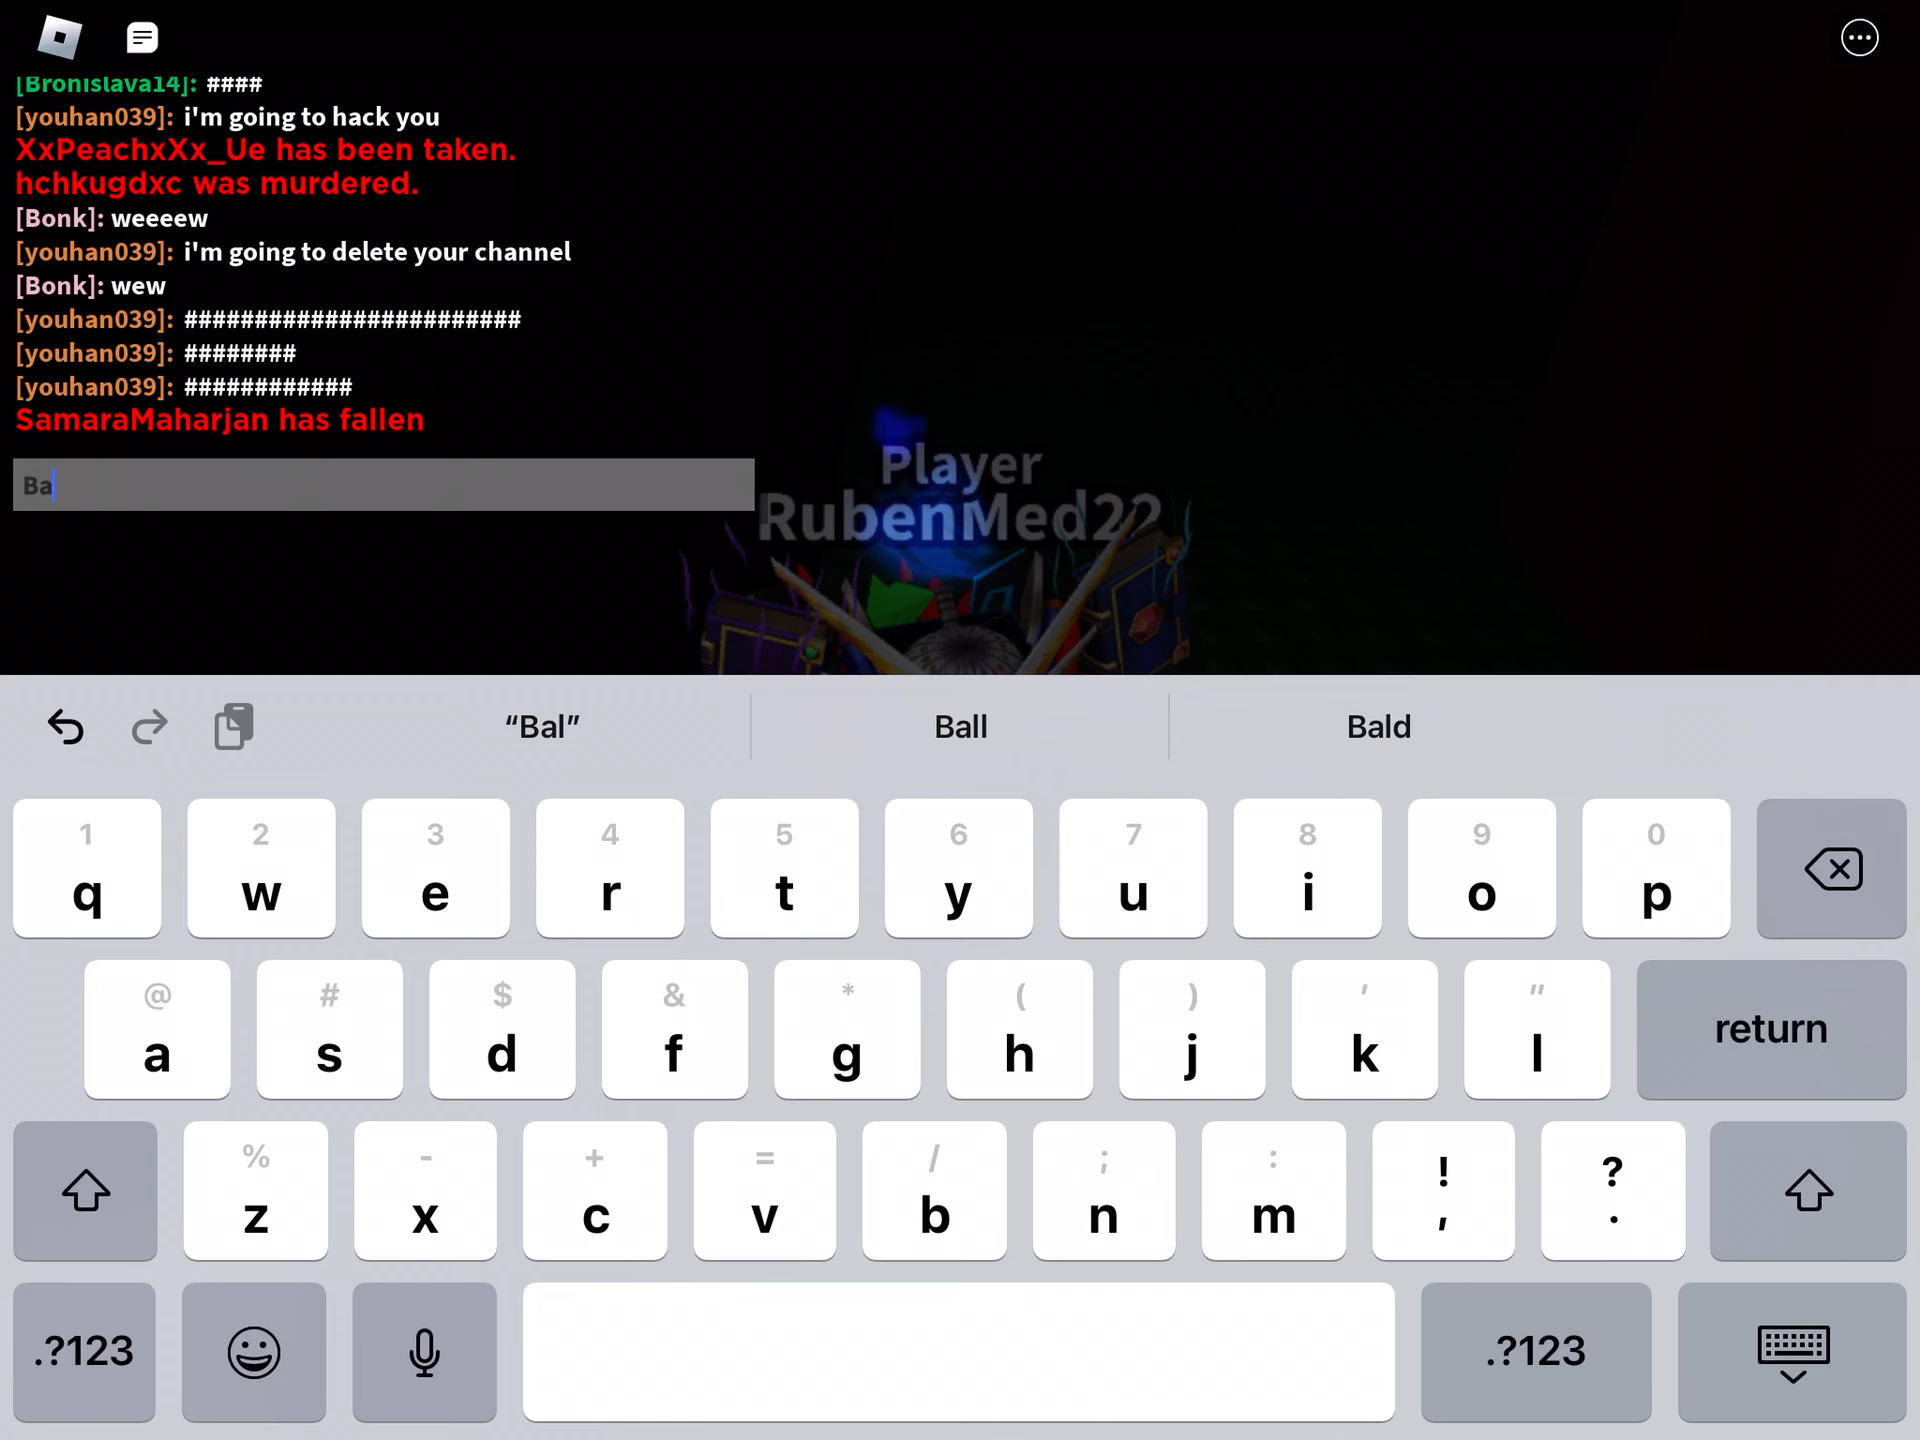 [Bronislava14]: ####
[youhan039]: i'm going to hack you
XxPeachxXx_Ue has been taken.
hchkugdxc was murdered.
[Bonk]: weeeew
[youhan039]: i'm going to delete your channel
[Bonk]: wew
[youhan039]: ########################
[youhan039]: ########
[youhan039]: ############
SamaraMaharjan has fallen
Ba
Player
RubenMed22
“Bal” Ball Bald
1 2 3 4 5 6 7 8 9 0
q w e r t y u i o p
@ # $ & * ( ) ' "
a s d f g h j k l return
% - + = / ; : ! ?
z x c v b n m , .
.?123 .?123